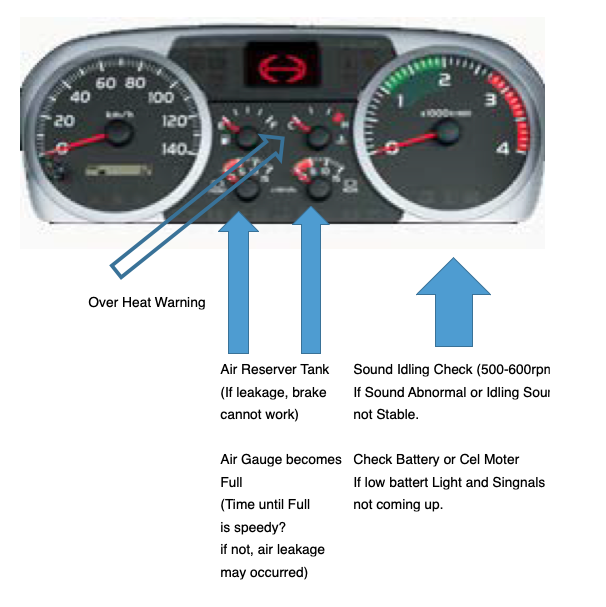 60 80
40 100
20 km/h 120
0 140
E F C H
1 2 3
x1000r/min
0 4
Over Heat Warning
Air Reserver Tank
(If leakage, brake
cannot work)
Sound Idling Check (500-600rpn
If Sound Abnormal or Idling Sour
not Stable.
Air Gauge becomes
Full
(Time until Full
is speedy?
if not, air leakage
may occurred)
Check Battery or Cel Moter
If low battert Light and Singnals
not coming up.